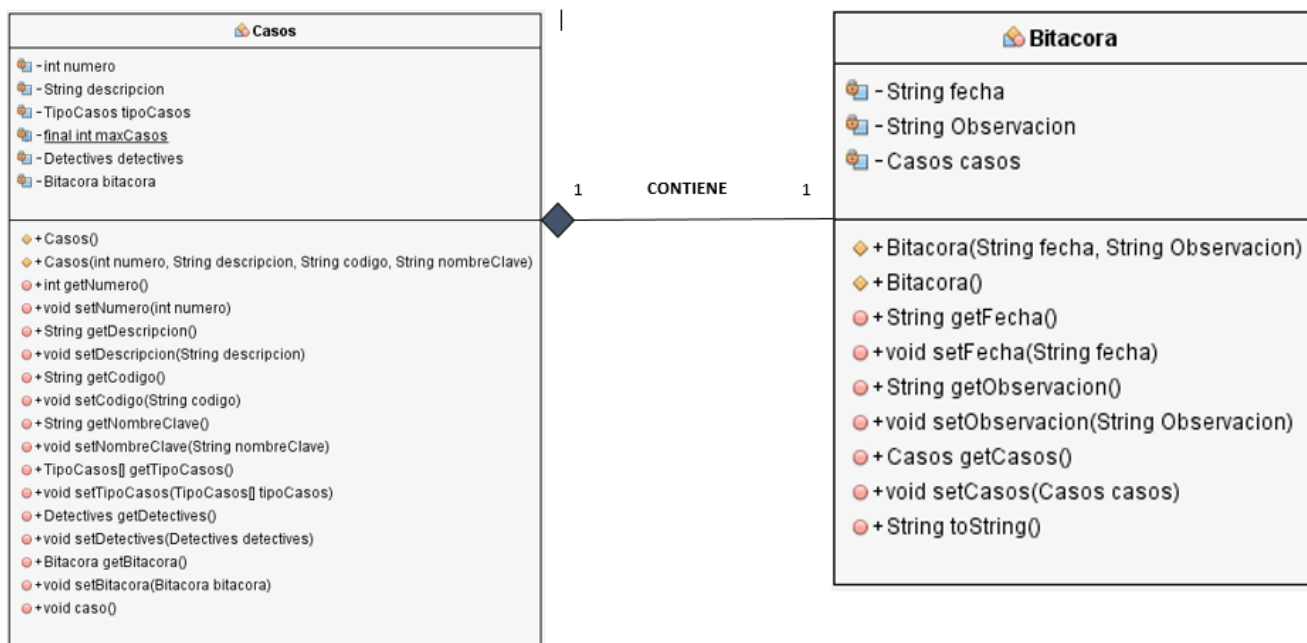 Casos
-int numero
-String descripcion
-TipoCasos tipoCasos
-final int maxCasos
-Detectives detectives
-Bitacora bitacora
+Casos()
+Casos(int numero, String descripcion, String codigo, String nombreClave)
+int getNumero()
+void setNumero(int numero)
+String getDescripcion()
+void setDescripcion(String descripcion)
+String getCodigo()
+void setCodigo(String codigo)
+String getNombreClave()
+void setNombreClave(String nombreClave)
+TipoCasos[] getTipoCasos()
+void setTipoCasos(TipoCasos[] tipoCasos)
+Detectives getDetectives()
+void setDetectives(Detectives detectives)
+Bitacora getBitacora()
+void setBitacora(Bitacora bitacora)
+void caso()
1 CONTIENE 1
Bitacora
-String fecha
-String Observacion
-Casos casos
+Bitacora(String fecha, String Observacion)
+Bitacora()
+String getFecha()
+void setFecha(String fecha)
+String getObservacion()
+void setObservacion(String Observacion)
+Casos getCasos()
+void setCasos(Casos casos)
+String toString()